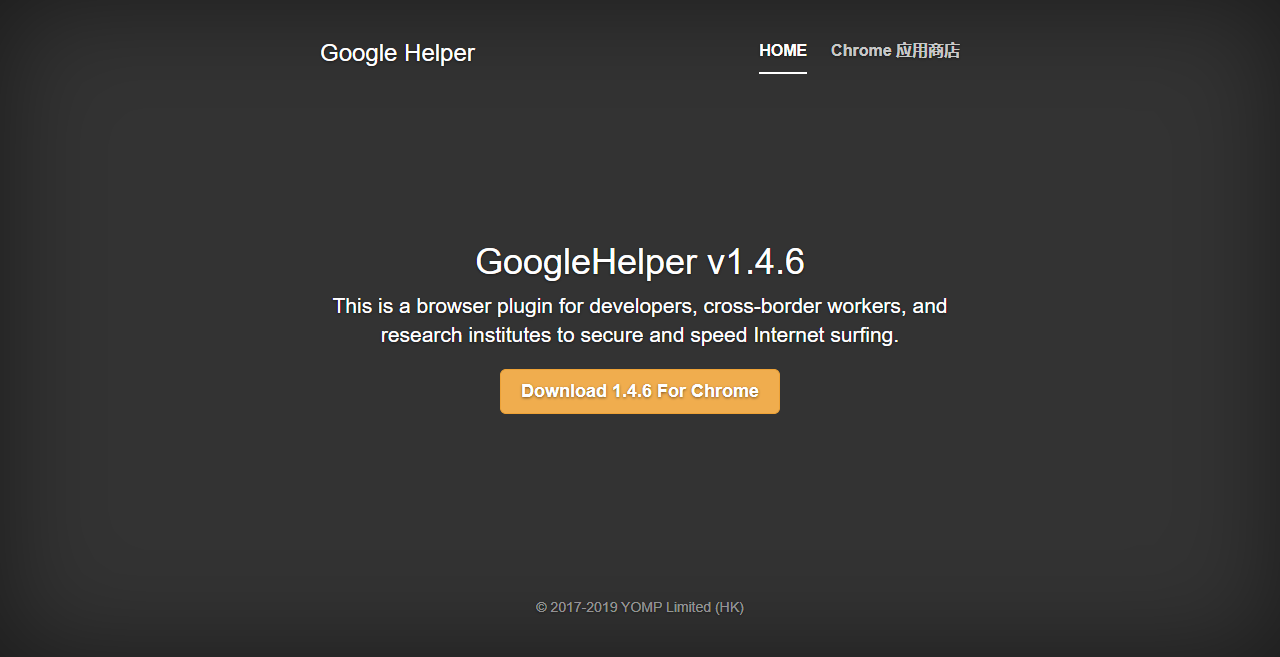 Google Helper
HOME
Chrome 应用商店
GoogleHelper v1.4.6
This is a browser plugin for developers, cross-border workers, and
research institutes to secure and speed Internet surfing.
Download 1.4.6 For Chrome
© 2017-2019 YOMP Limited (HK)